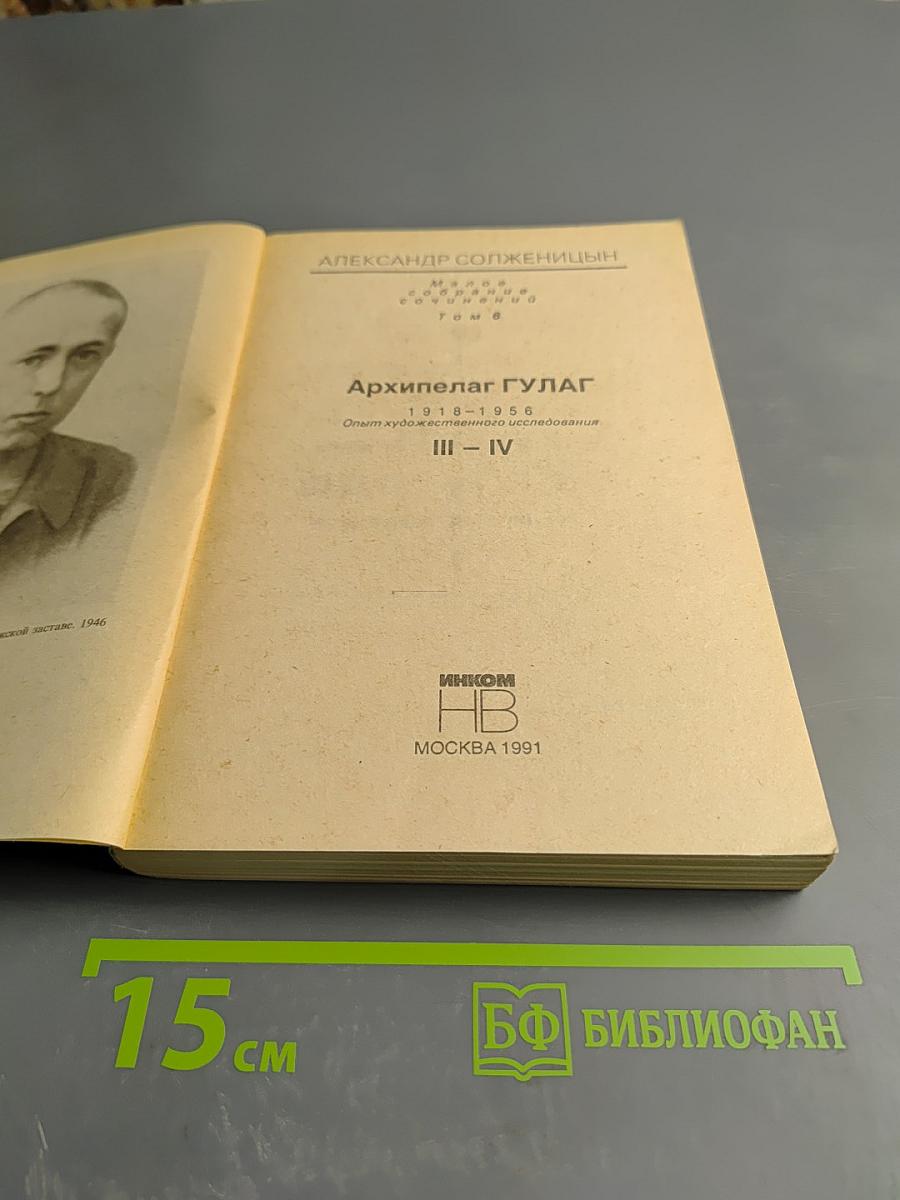 АЛЕКСАНДР СОЛЖЕНИЦЫН
Малое
собрание
сочинений
Том 6
Архипелаг ГУЛАГ
1918–1956
Опыт художественного исследования
III – IV
заставе. 1946
ИНКОМ
НВ
МОСКВА 1991
15 см
БФ БИБЛИОФАН